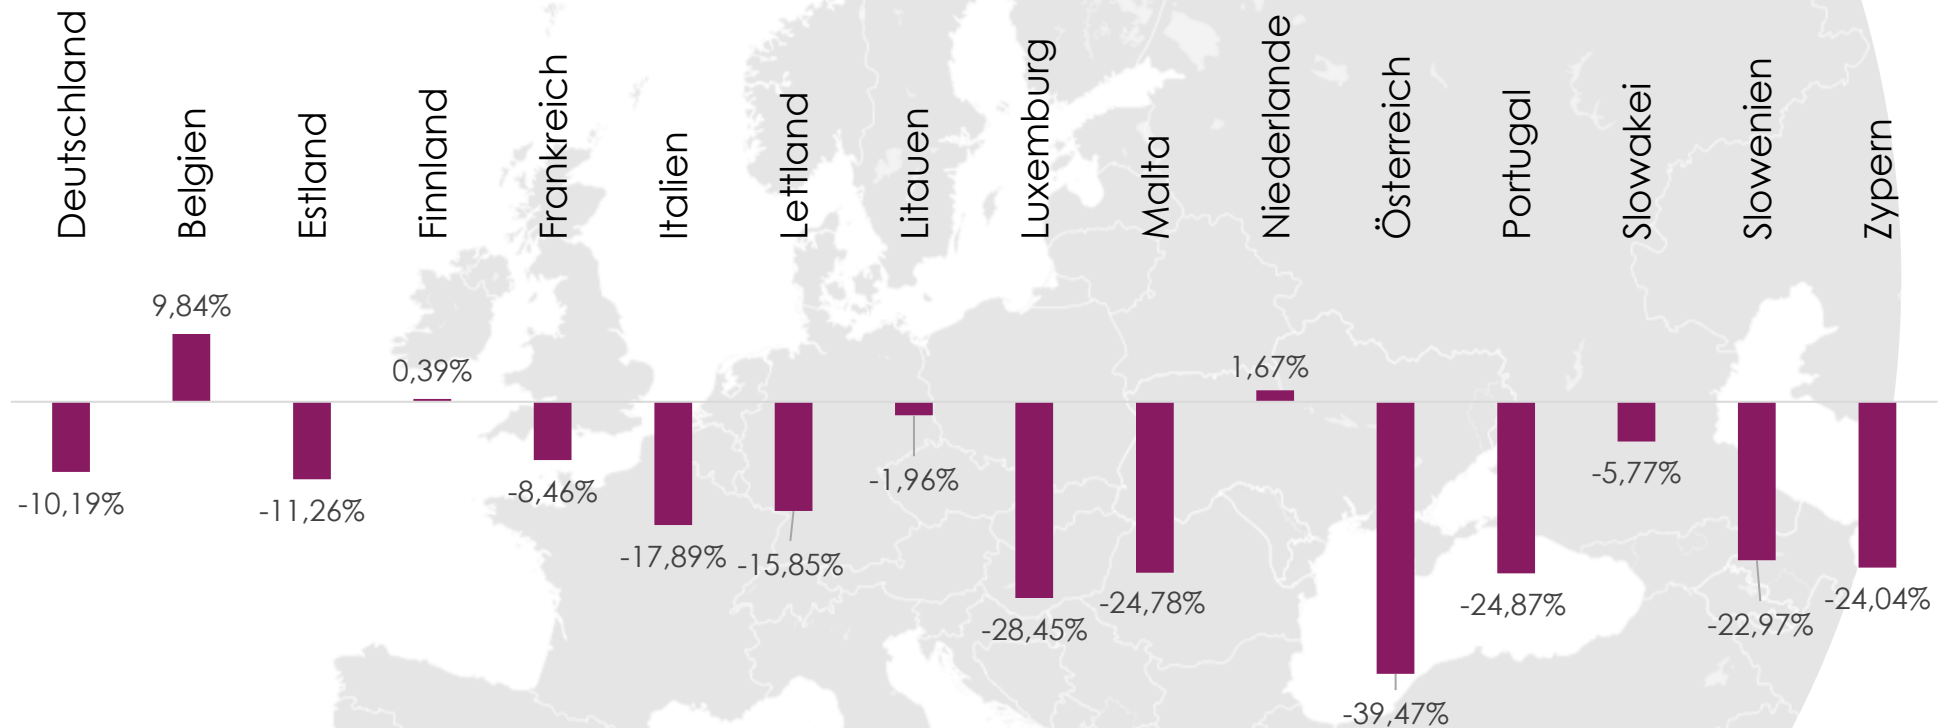 Deutschland
Belgien
Estland
Finnland
Frankreich
Italien
Lettland
Litauen
Luxemburg
Malta
Niederlande
Österreich
Portugal
Slowakei
Slowenien
Zypern
-10,19%
9,84%
-11,26%
0,39%
-8,46%
-17,89%
-15,85%
-1,96%
-28,45%
-24,78%
1,67%
-39,47%
-24,87%
-5,77%
-22,97%
-24,04%